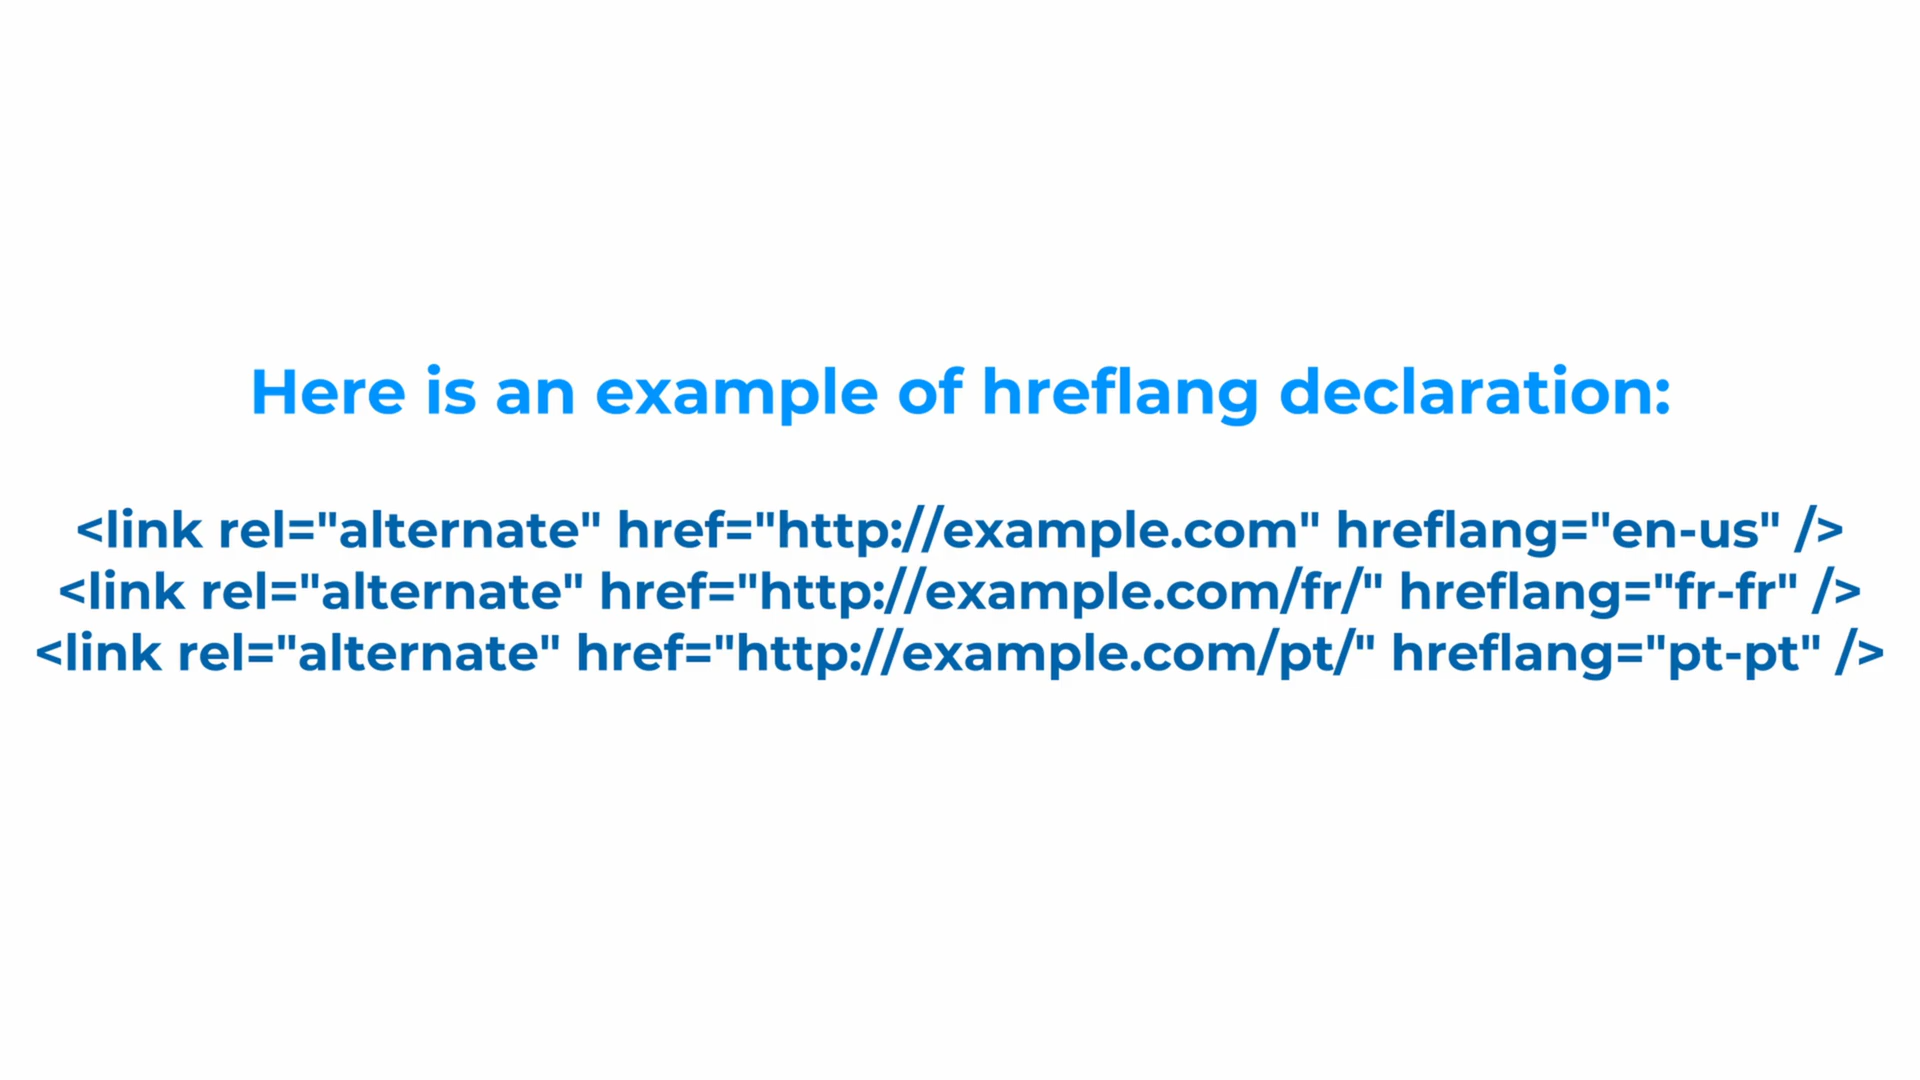 Here is an example of hreflang declaration:
<link rel="alternate" href="http://example.com" hreflang="en-us" />
<link rel="alternate" href="http://example.com/fr/" hreflang="fr-fr" />
<link rel="alternate" href="http://example.com/pt/" hreflang="pt-pt" />